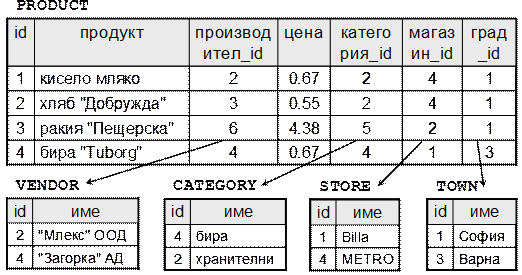 PRODUCT
id продукт производ ител_id цена катего рия_id магаз ин_id град _id
1 кисело мляко 2 0.67 2 4 1
2 хляб "Добруджа" 3 0.55 2 4 1
3 ракия "Пещерска" 6 4.38 5 2 1
4 бира "Tuborg" 4 0.67 4 1 3
VENDOR CATEGORY STORE TOWN
id име id име id име id име
2 "Млекс" ООД 4 бира 1 Billa 1 София
4 "Загорка" АД 2 хранителни 4 METRO 3 Варна